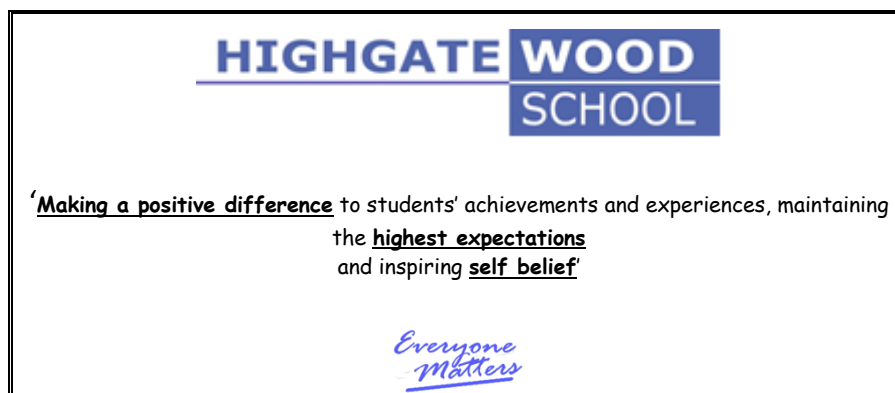 HIGHGATE WOOD
SCHOOL
‘Making a positive difference to students’ achievements and experiences, maintaining
the highest expectations
and inspiring self belief’
Everyone
Matters